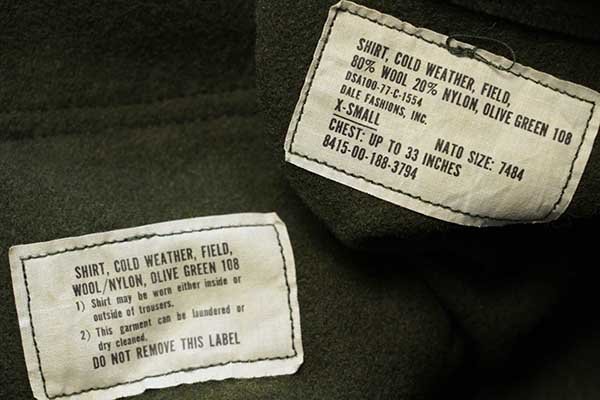 SHIRT, COLD WEATHER, FIELD,
80% WOOL 20% NYLON, OLIVE GREEN 108
DSA100-77-C-1554
DALE FASHIONS, INC.
X-SMALL
NATO SIZE: 7484
CHEST: UP TO 33 INCHES
8415-00-188-3794
SHIRT, COLD WEATHER, FIELD,
WOOL/NYLON, OLIVE GREEN 108
1) Shirt may be worn either inside or
outside of trousers.
2) This garment can be laundered or
dry cleaned.
DO NOT REMOVE THIS LABEL